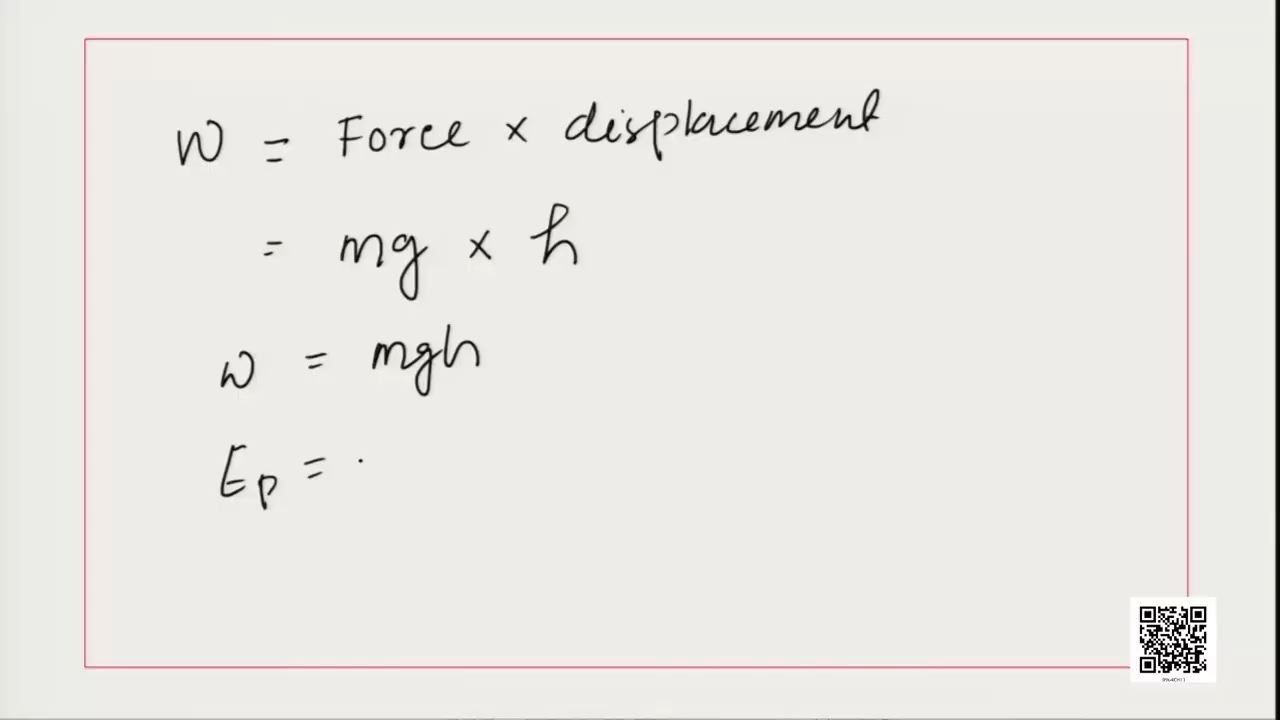 W = Force × displacement
= mg × h
W = mgh
Ep =